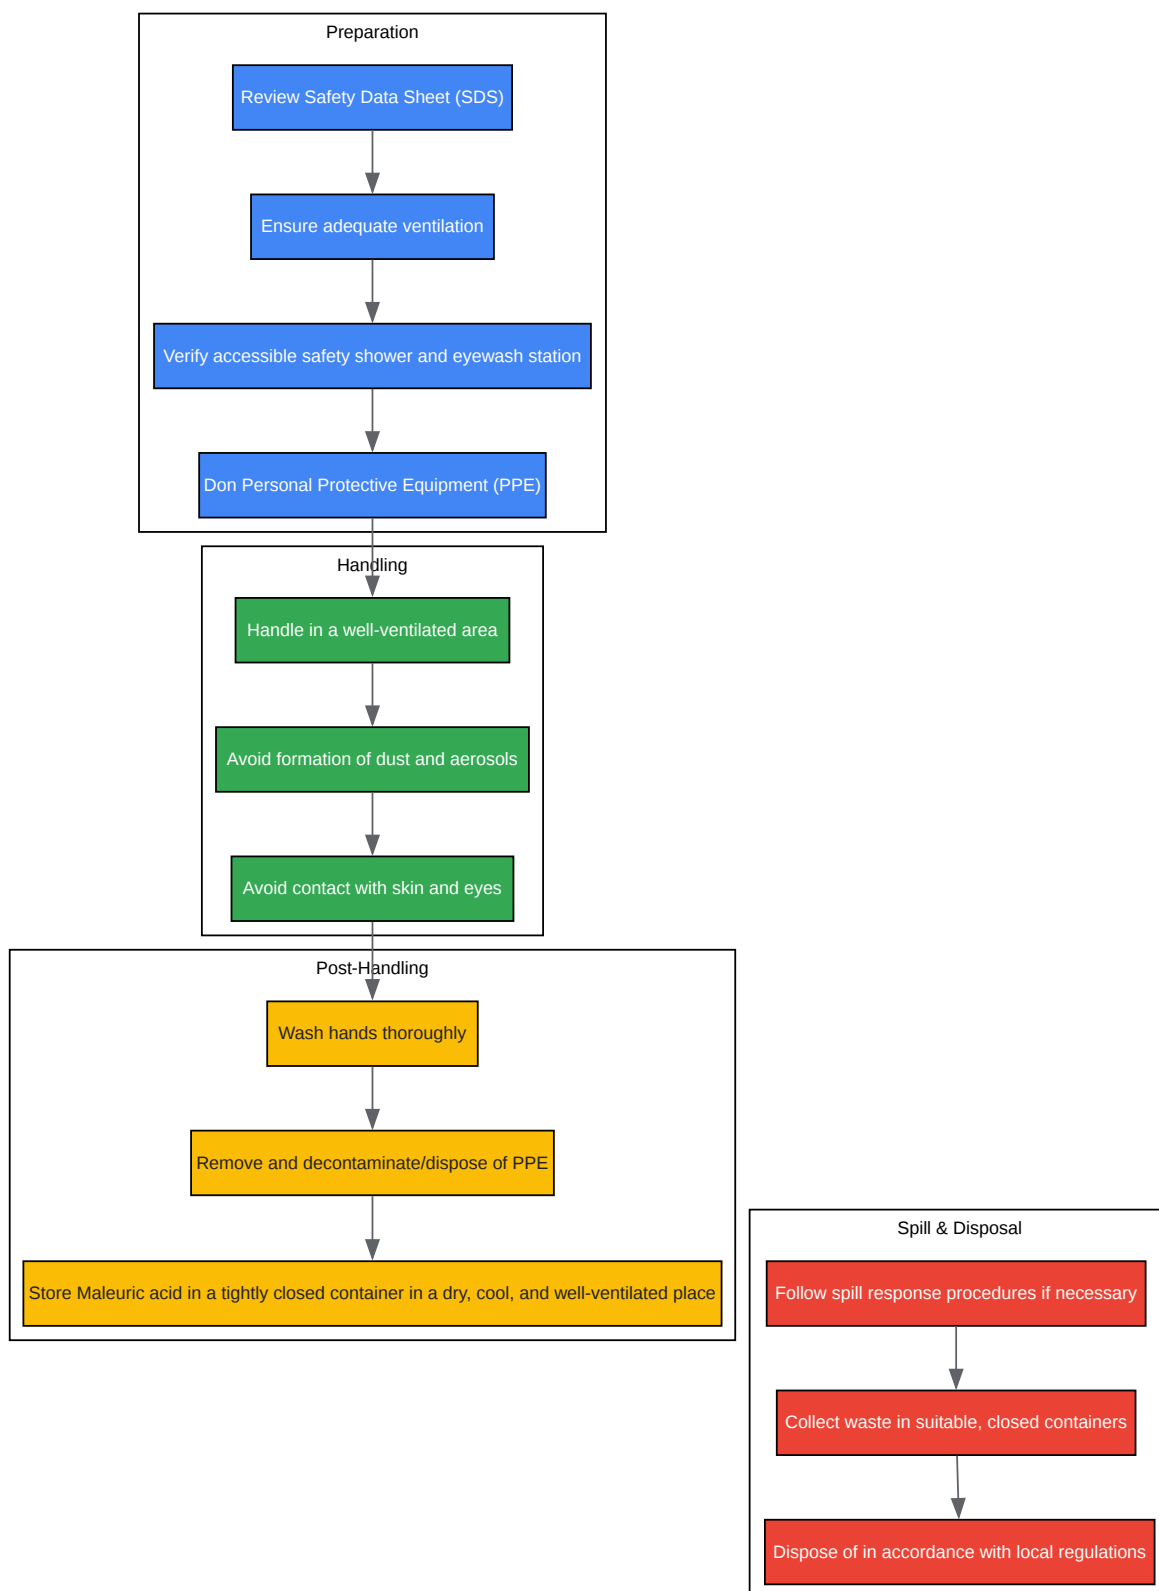 Preparation
Review Safety Data Sheet (SDS)
Ensure adequate ventilation
Verify accessible safety shower and eyewash station
Don Personal Protective Equipment (PPE)
Handling
Handle in a well-ventilated area
Avoid formation of dust and aerosols
Avoid contact with skin and eyes
Post-Handling
Wash hands thoroughly
Remove and decontaminate/dispose of PPE
Store Maleuric acid in a tightly closed container in a dry, cool, and well-ventilated place
Spill & Disposal
Follow spill response procedures if necessary
Collect waste in suitable, closed containers
Dispose of in accordance with local regulations